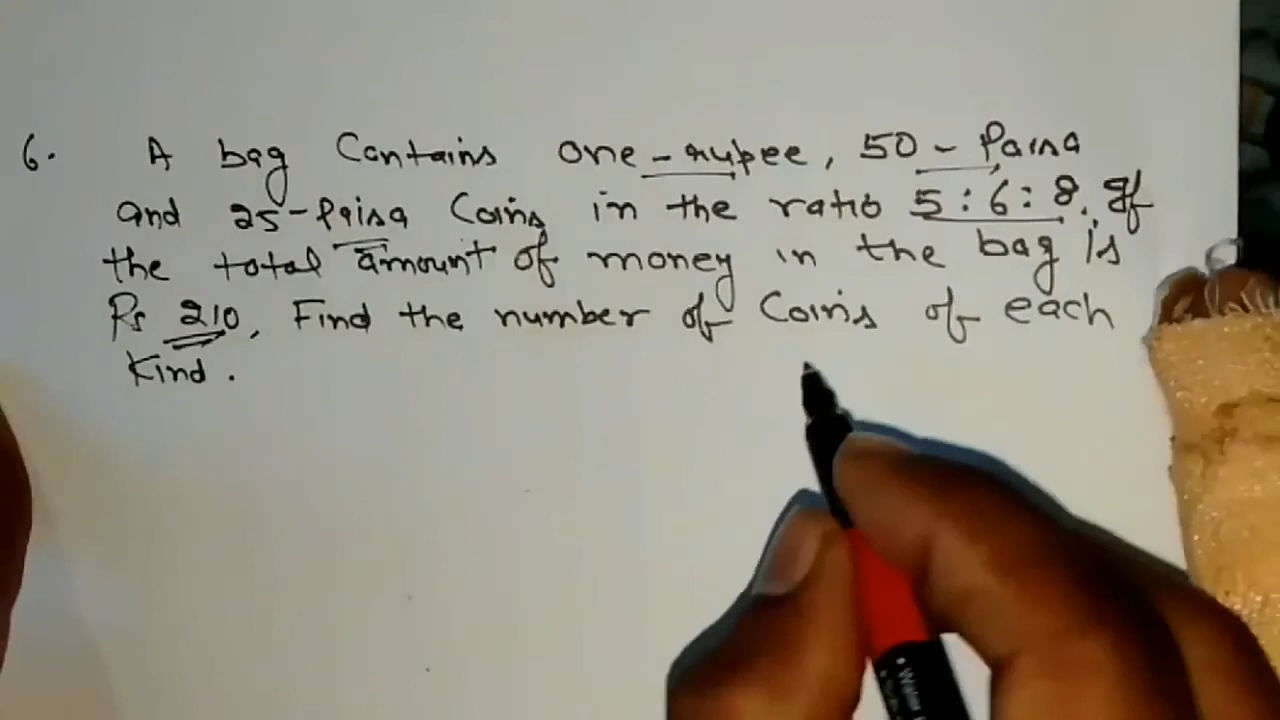 6. A bag Contains one-rupee, 50-Paisa
and 25-Paisa Coins in the ratio 5:6:8. If
the total amount of money in the bag is
Rs 210, Find the number of Coins of each
Kind.